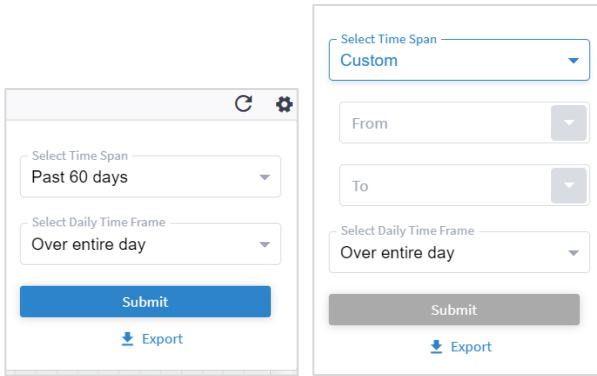 Select Time Span
Past 60 days
Select Daily Time Frame
Over entire day
Submit
Export
Select Time Span
Custom
From
To
Select Daily Time Frame
Over entire day
Submit
Export